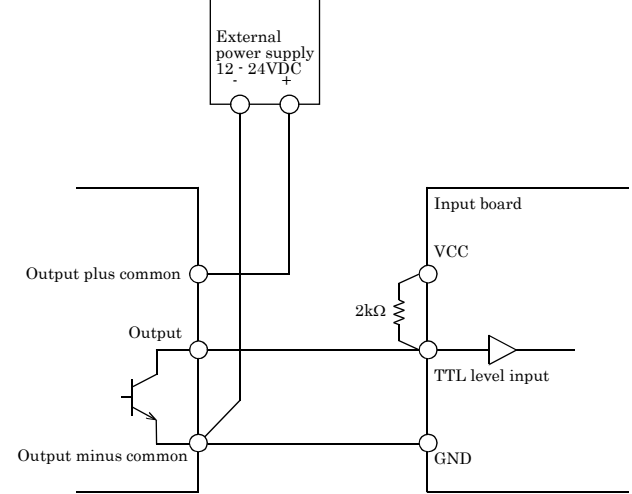 External
power supply
12 - 24VDC
- +
Input board
VCC
Output plus common
2kΩ
Output
TTL level input
Output minus common
GND